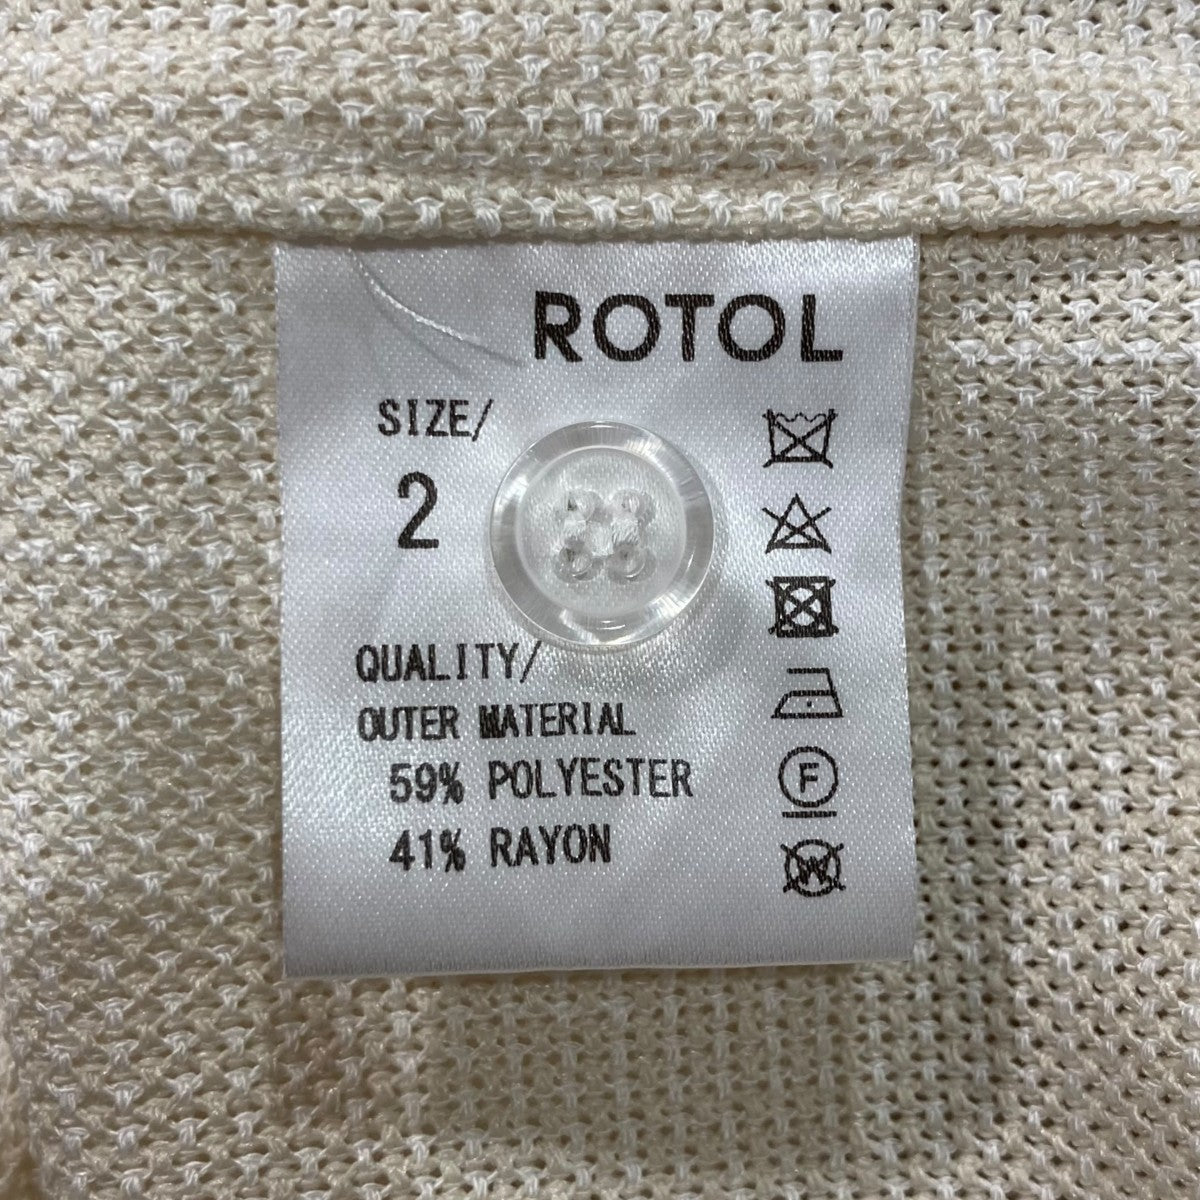 ROTOL
SIZE/
2
QUALITY/
OUTER MATERIAL
59% POLYESTER
41% RAYON
F
W